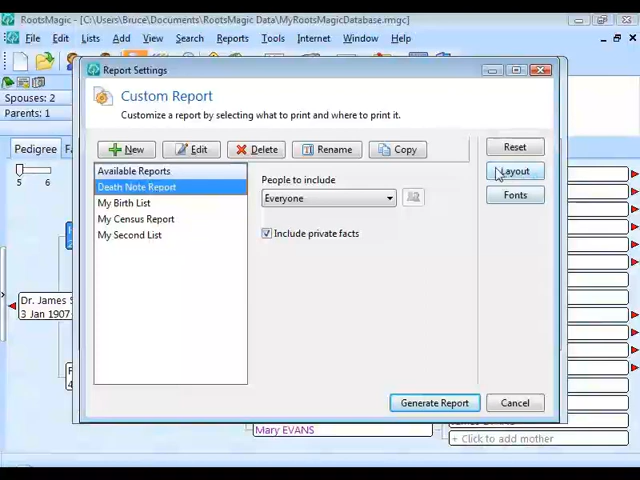 RootsMagic - [C:\Users\Bruce\Documents\RootsMagic Data\MyRootsMagicDatabase.rmgc]
File Edit Lists Add View Search Reports Tools Internet Window Help
Report Settings
Spouses: 2
Parents: 1
Custom Report
Customize a report by selecting what to print and where to print it.
Pedigree
New Edit Delete Rename Copy
Reset
Layout
Fonts
5 6
Available Reports
Death Note Report
My Birth List
My Census Report
My Second List
People to include
Everyone
Include private facts
Dr. James
3 Jan 1907
Generate Report Cancel
Mary EVANS
+ Click to add mother